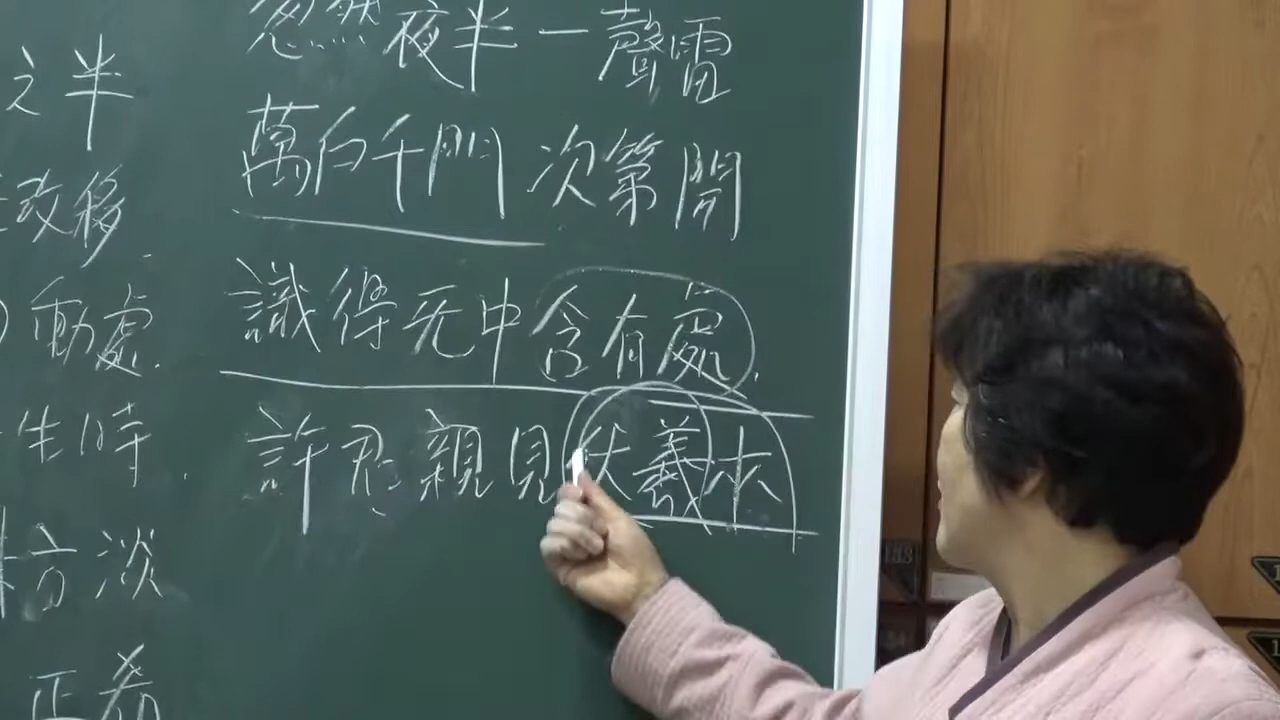 之半
改移.
動處.
生時.
方淡
正希
忽然夜半一聲雷
萬戶千門次第開
識得无中含有處.
許君親見伏羲來